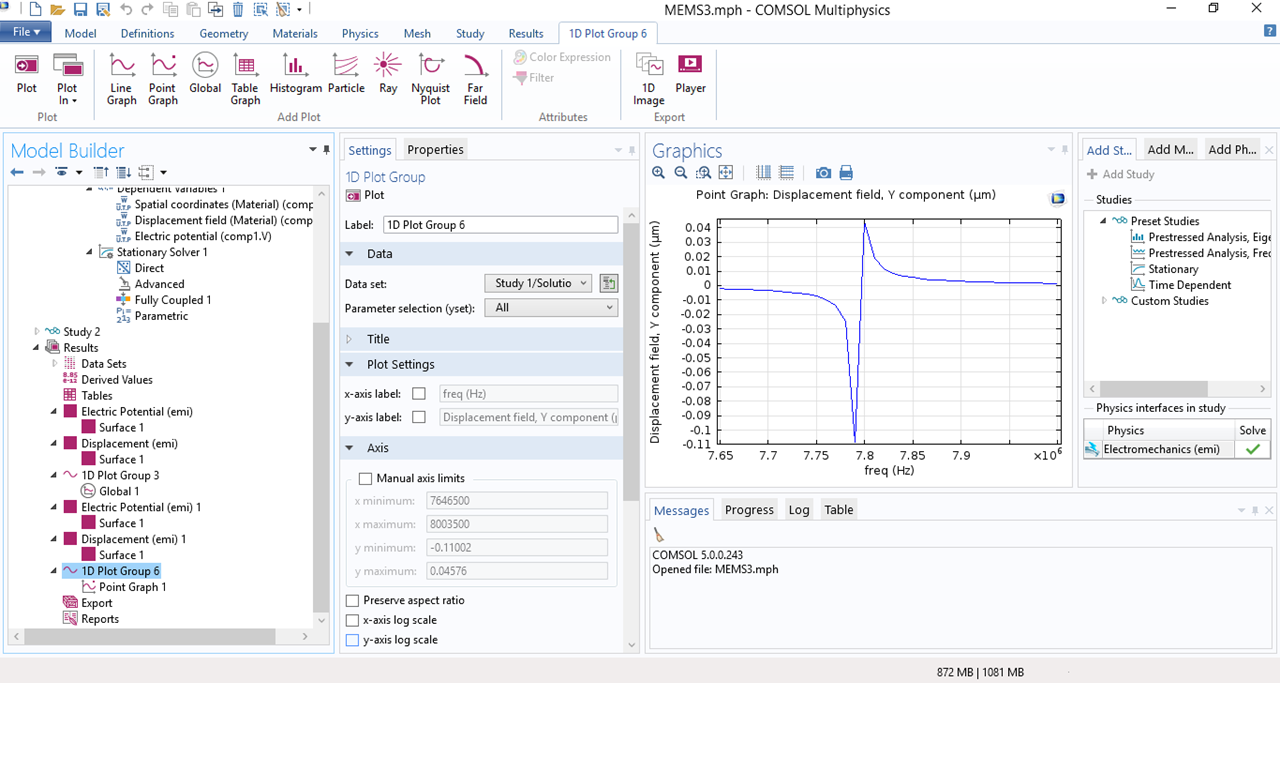 MEMS3.mph - COMSOL Multiphysics
File Model Definitions Geometry Materials Physics Mesh Study Results 1D Plot Group 6
Plot
Plot In
Line Graph
Point Graph
Global
Table Graph
Histogram
Particle
Ray
Nyquist Plot
Far Field
Color Expression
Filter
1D Image
Player
Plot Add Plot Attributes Export
Model Builder
Dependent Variables 1
Spatial coordinates (Material) (comp
Displacement field (Material) (comp
Electric potential (comp1.V)
Stationary Solver 1
Direct
Advanced
Fully Coupled 1
Parametric
Study 2
Results
Data Sets
8.85
e-12
Derived Values
Tables
Electric Potential (emi)
Surface 1
Displacement (emi)
Surface 1
1D Plot Group 3
Global 1
Electric Potential (emi) 1
Surface 1
Displacement (emi) 1
Surface 1
1D Plot Group 6
Point Graph 1
Export
Reports
Settings Properties
1D Plot Group
Plot
Label: 1D Plot Group 6
Data
Data set: Study 1/Solutio
Parameter selection (yset): All
Title
Plot Settings
x-axis label: freq (Hz)
y-axis label: Displacement field, Y component (
Axis
Manual axis limits
x minimum: 7646500
x maximum: 8003500
y minimum: -0.11002
y maximum: 0.04576
Preserve aspect ratio
x-axis log scale
y-axis log scale
Graphics
Point Graph: Displacement field, Y component (μm)
Displacement field, Y component (μm)
0.04
0.03
0.02
0.01
0
-0.01
-0.02
-0.03
-0.04
-0.05
-0.06
-0.07
-0.08
-0.09
-0.1
-0.11
7.65 7.7 7.75 7.8 7.85 7.9 ×10⁶
freq (Hz)
Messages Progress Log Table
COMSOL 5.0.0.243
Opened file: MEMS3.mph
Add St... Add M... Add Ph...
Add Study
Studies
Preset Studies
Prestressed Analysis, Eige
Prestressed Analysis, Frec
Stationary
Time Dependent
Custom Studies
Physics interfaces in study
Physics Solve
Electromechanics (emi)
872 MB | 1081 MB